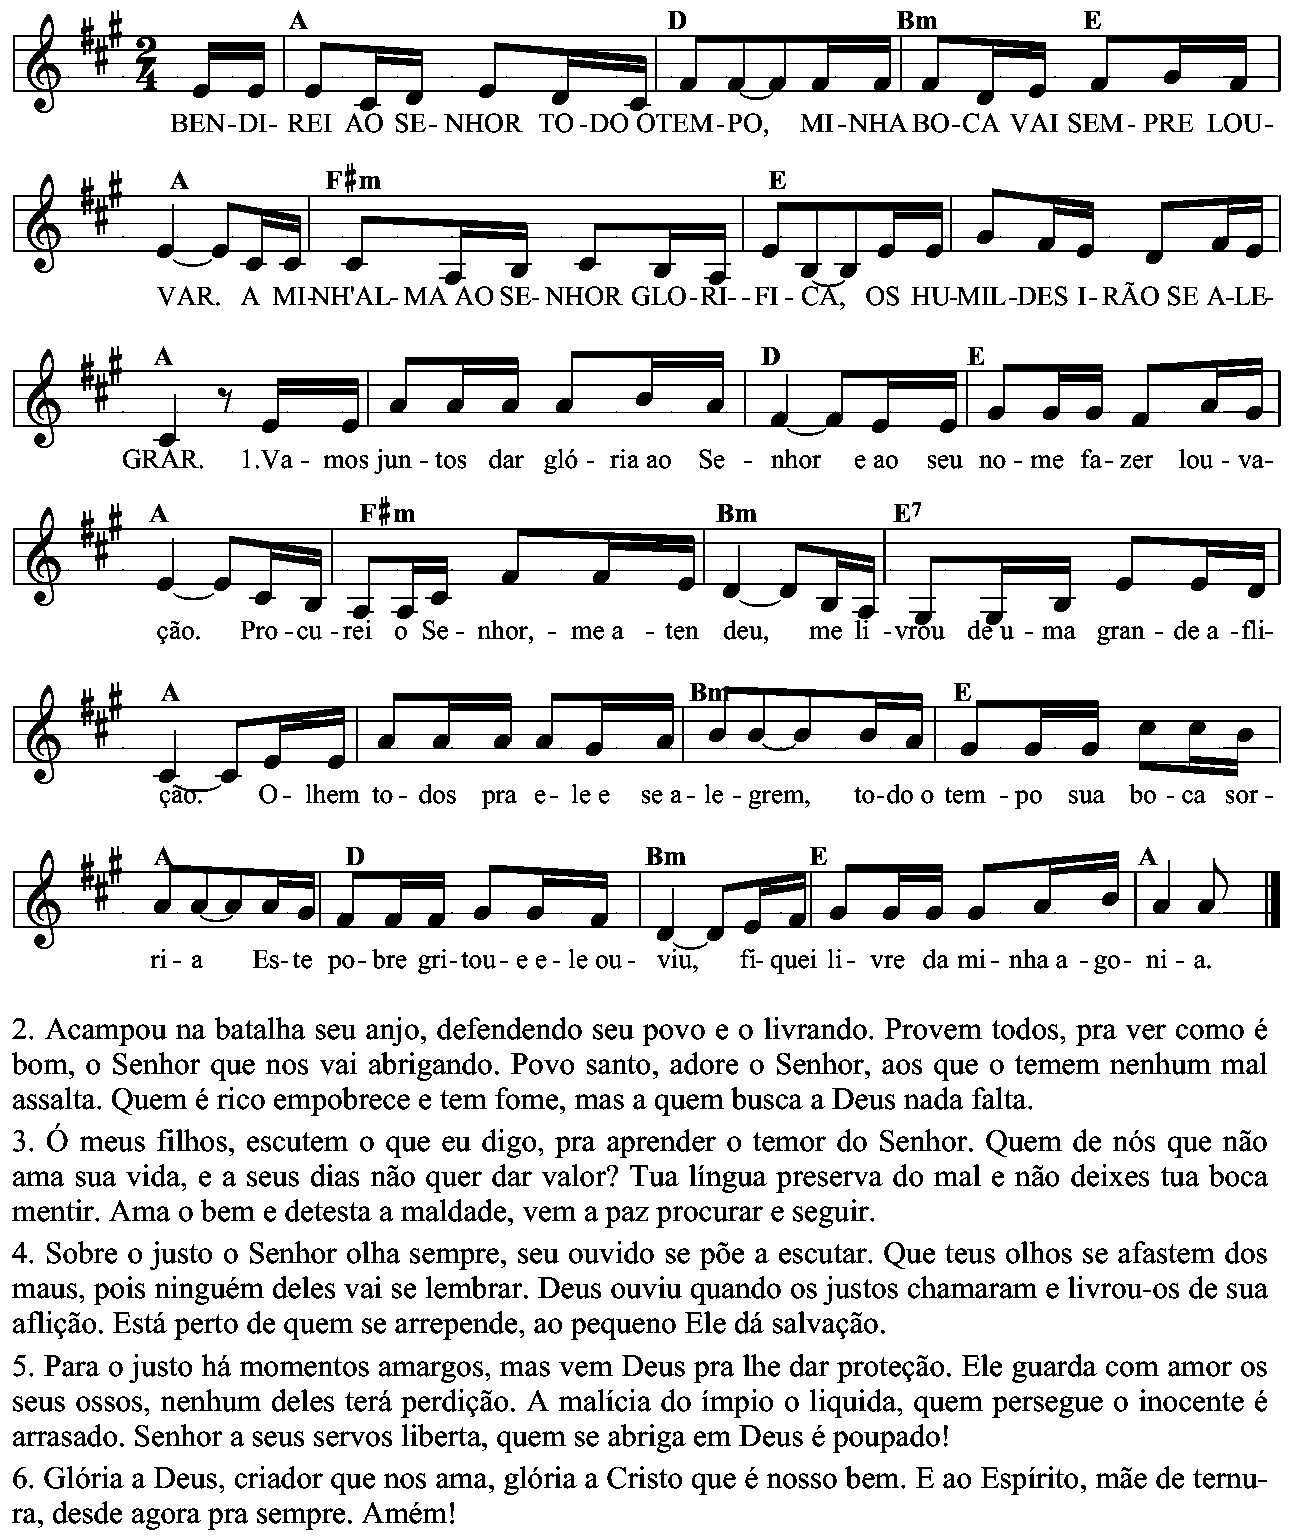 A D Bm E
BEN-DI- REI AO SE-NHOR TO-DO O TEM-PO, MI-NHA BO-CA VAI SEM-PRE LOU-
A F#m E
VAR. A MI-NH'AL-MA AO SE-NHOR GLO-RI--FI-CA, OS HU-MIL-DES I-RÃO SE A-LE-
A D E
GRAR. 1.Va-mos jun-tos dar gló-ria ao Se-nhor e ao seu no-me fa-zer lou-va-
A F#m Bm E7
ção. Pro-cu-rei o Se-nhor,-me a-ten deu, me li-vrou de u-ma gran-de a-fli-
A Bm E
ção. O-lhem to-dos pra e-le e se a-le-grem, to-do o tem-po sua bo-ca sor-
A D Bm E A
ri-a Es-te po-bre gri-tou-e e-le ou-viu, fi-quei li-vre da mi-nha a-go-ni-a.
2. Acampou na batalha seu anjo, defendendo seu povo e o livrando. Provem todos, pra ver como é
bom, o Senhor que nos vai abrigando. Povo santo, adore o Senhor, aos que o temem nenhum mal
assalta. Quem é rico empobrece e tem fome, mas a quem busca a Deus nada falta.
3. Ó meus filhos, escutem o que eu digo, pra aprender o temor do Senhor. Quem de nós que não
ama sua vida, e a seus dias não quer dar valor? Tua língua preserva do mal e não deixes tua boca
mentir. Ama o bem e detesta a maldade, vem a paz procurar e seguir.
4. Sobre o justo o Senhor olha sempre, seu ouvido se põe a escutar. Que teus olhos se afastem dos
maus, pois ninguém deles vai se lembrar. Deus ouviu quando os justos chamaram e livrou-os de sua
aflição. Está perto de quem se arrepende, ao pequeno Ele dá salvação.
5. Para o justo há momentos amargos, mas vem Deus pra lhe dar proteção. Ele guarda com amor os
seus ossos, nenhum deles terá perdição. A malícia do ímpio o liquida, quem persegue o inocente é
arrasado. Senhor a seus servos liberta, quem se abriga em Deus é poupado!
6. Glória a Deus, criador que nos ama, glória a Cristo que é nosso bem. E ao Espírito, mãe de ternu-
ra, desde agora pra sempre. Amém!